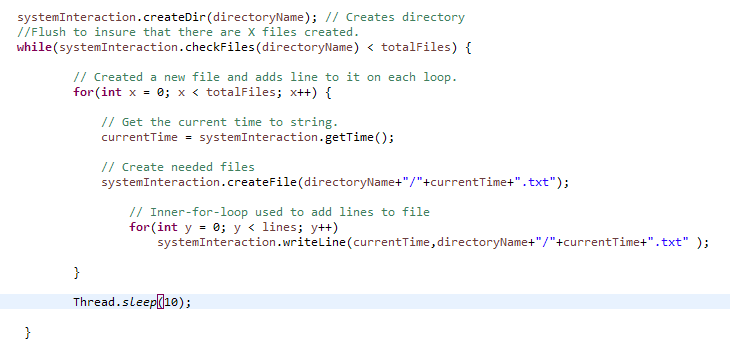 systemInteraction.createDir(directoryName); // Creates directory
//Flush to insure that there are X files created.
while(systemInteraction.checkFiles(directoryName) < totalFiles) {
// Created a new file and adds line to it on each loop.
for(int x = 0; x < totalFiles; x++) {
// Get the current time to string.
currentTime = systemInteraction.getTime();
// Create needed files
systemInteraction.createFile(directoryName+"/"+currentTime+".txt");
// Inner-for-loop used to add lines to file
for(int y = 0; y < lines; y++)
systemInteraction.writeLine(currentTime,directoryName+"/"+currentTime+".txt" );
}
Thread.sleep(10);
}